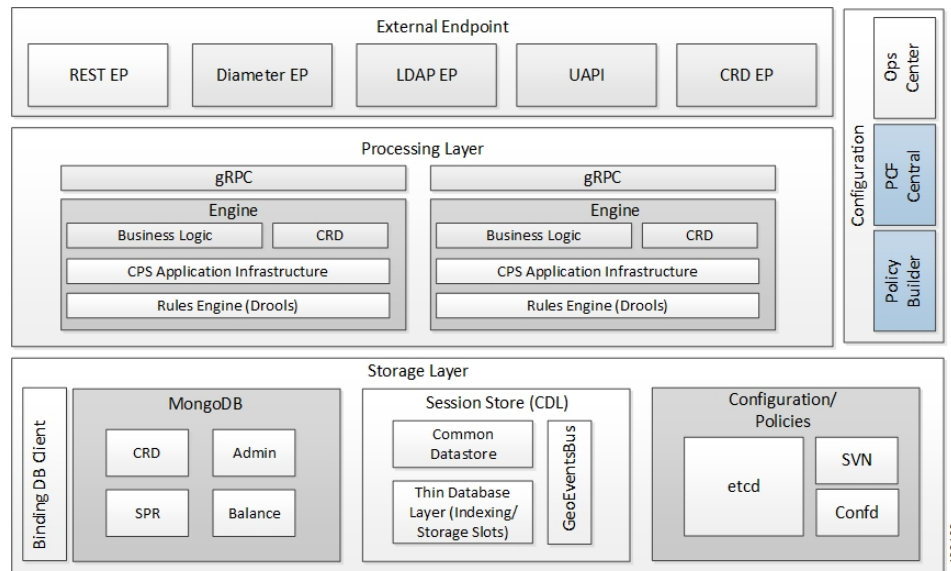 External Endpoint
REST EP
Diameter EP
LDAP EP
UAPI
CRD EP
Configuration
Ops
Center
PCF
Central
Policy
Builder
Processing Layer
gRPC
Engine
Business Logic
CRD
CPS Application Infrastructure
Rules Engine (Drools)
gRPC
Engine
Business Logic
CRD
CPS Application Infrastructure
Rules Engine (Drools)
Storage Layer
Binding DB Client
MongoDB
CRD
Admin
SPR
Balance
Session Store (CDL)
Common
Datastore
Thin Database
Layer (Indexing/
Storage Slots)
GeoEventsBus
Configuration/
Policies
etcd
SVN
Confd